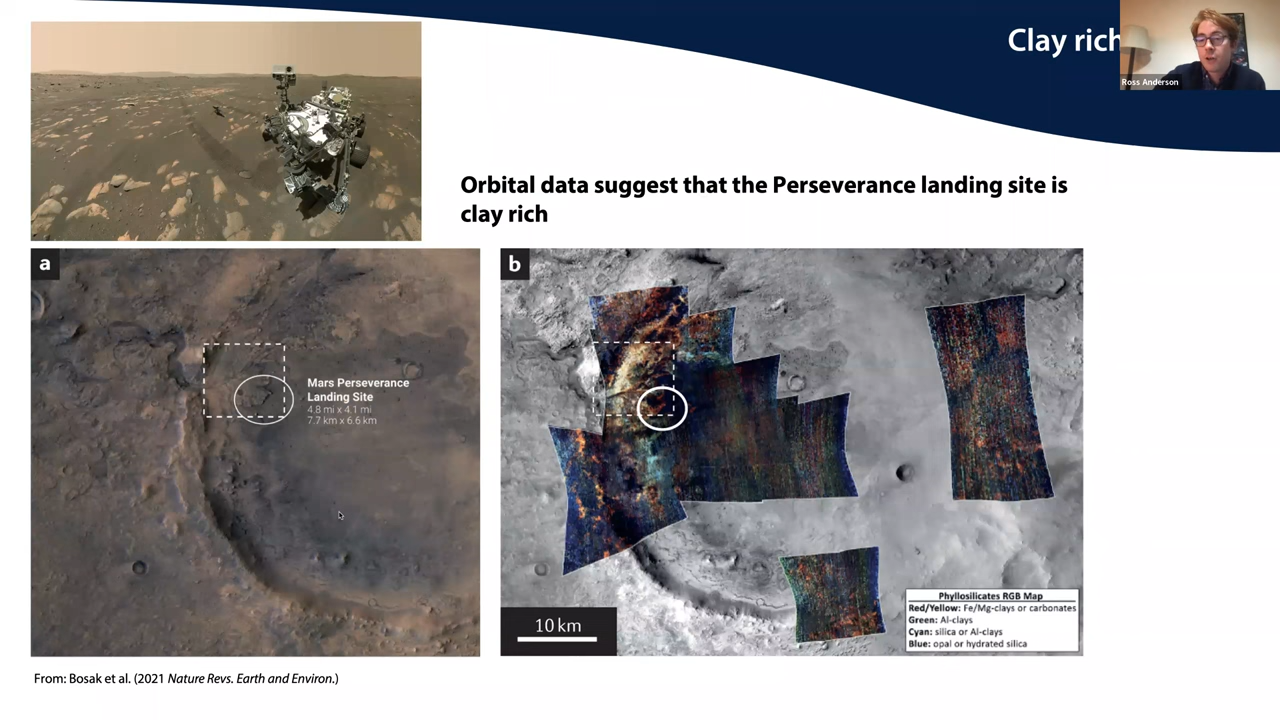 Clay rich
Ross Anderson
Orbital data suggest that the Perseverance landing site is
clay rich
a
Mars Perseverance
Landing Site
4.8 mi x 4.1 mi
7.7 km x 6.6 km
b
10 km
Phyllosilicates RGB Map
Red/Yellow: Fe/Mg-clays or carbonates
Green: Al-clays
Cyan: silica or Al-clays
Blue: opal or hydrated silica
From: Bosak et al. (2021 Nature Revs. Earth and Environ.)